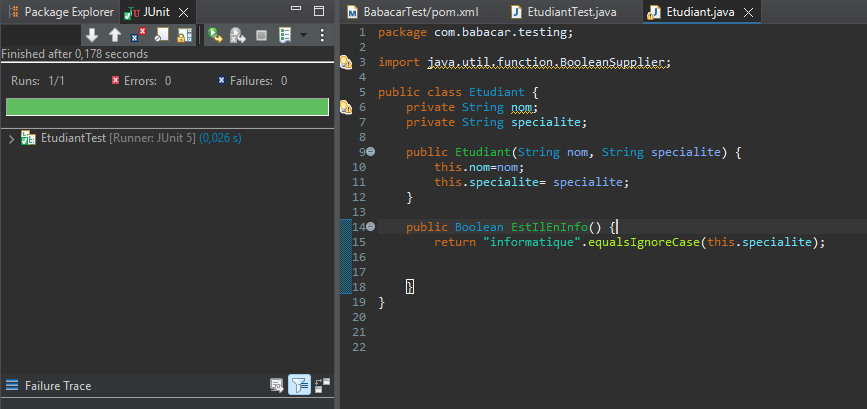 Package Explorer
JUnit
Finished after 0,178 seconds
Runs: 1/1
Errors: 0
Failures: 0
EtudiantTest [Runner: JUnit 5] (0,026 s)
Failure Trace
BabacarTest/pom.xml
EtudiantTest.java
Etudiant.java
1 package com.babacar.testing;
2
3 import java.util.function.BooleanSupplier;
4
5 public class Etudiant {
6     private String nom;
7     private String specialite;
8
9     public Etudiant(String nom, String specialite) {
10         this.nom=nom;
11         this.specialite= specialite;
12     }
13
14     public Boolean EstIlEnInfo() {
15         return "informatique".equalsIgnoreCase(this.specialite);
16
17
18     }
19 }
20
21
22